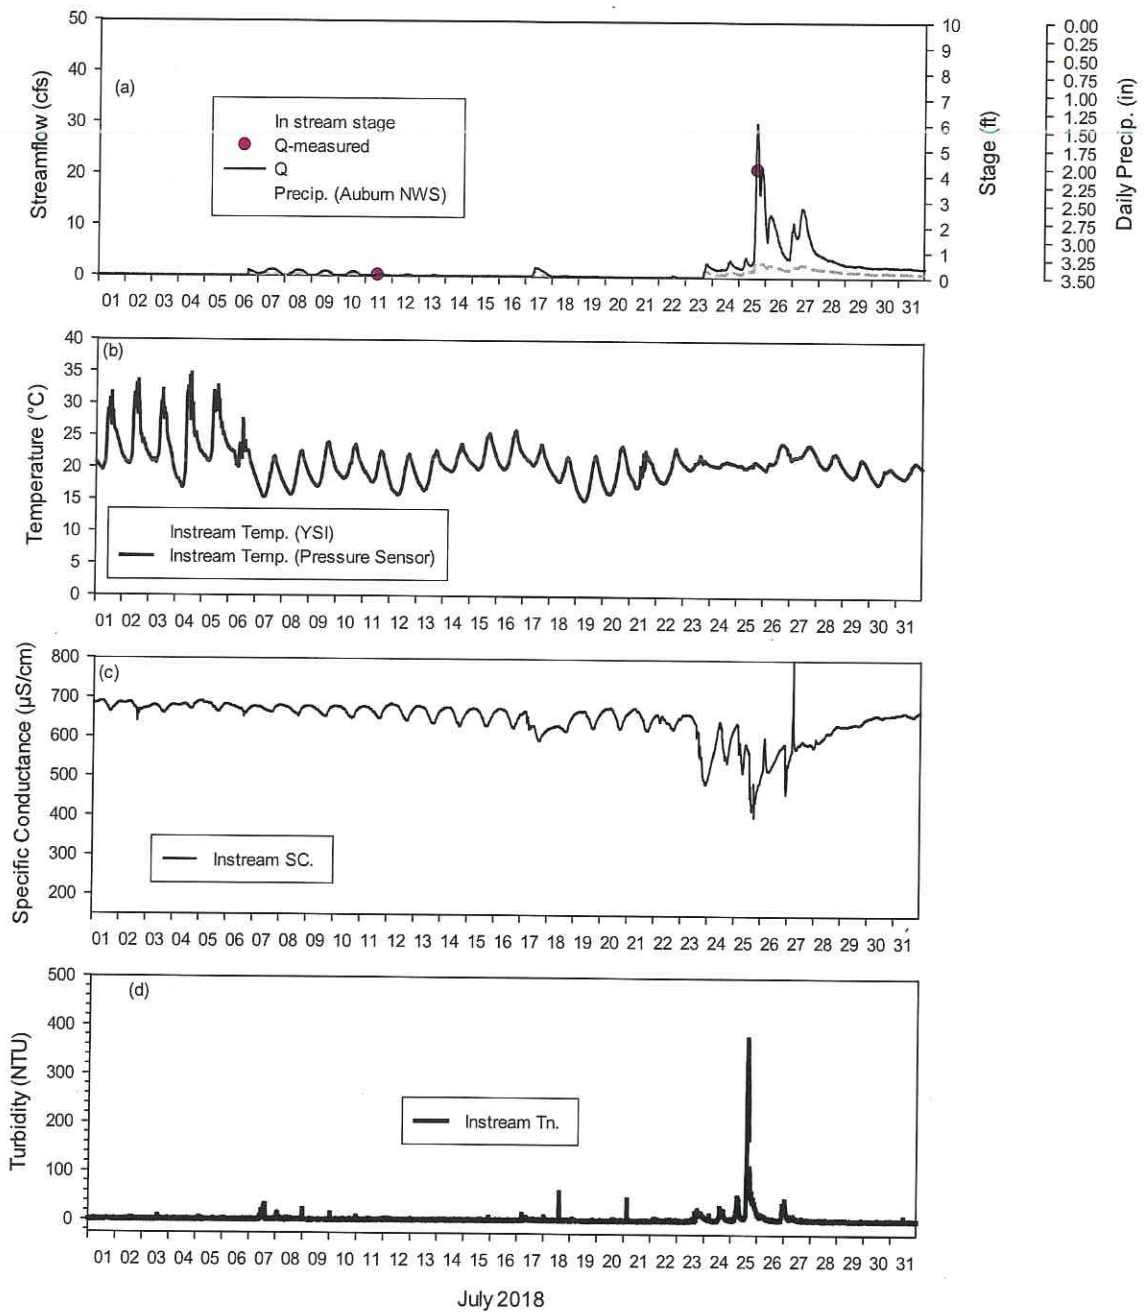 50
40
30
20
10
0
Streamflow (cfs)
(a)
In stream stage
Q-measured
Q
Precip. (Auburn NWS)
10
9
8
7
6
5
4
3
2
1
0
Stage (ft)
0.00
0.25
0.50
0.75
1.00
1.25
1.50
1.75
2.00
2.25
2.50
2.75
3.00
3.25
3.50
Daily Precip. (in)
01 02 03 04 05 06 07 08 09 10 11 12 13 14 15 16 17 18 19 20 21 22 23 24 25 26 27 28 29 30 31
40
35
30
25
20
15
10
5
0
Temperature (°C)
(b)
Instream Temp. (YSI)
Instream Temp. (Pressure Sensor)
01 02 03 04 05 06 07 08 09 10 11 12 13 14 15 16 17 18 19 20 21 22 23 24 25 26 27 28 29 30 31
800
700
600
500
400
300
200
Specific Conductance (µS/cm)
(c)
Instream SC.
01 02 03 04 05 06 07 08 09 10 11 12 13 14 15 16 17 18 19 20 21 22 23 24 25 26 27 28 29 30 31
500
400
300
200
100
0
Turbidity (NTU)
(d)
Instream Tn.
01 02 03 04 05 06 07 08 09 10 11 12 13 14 15 16 17 18 19 20 21 22 23 24 25 26 27 28 29 30 31
July 2018